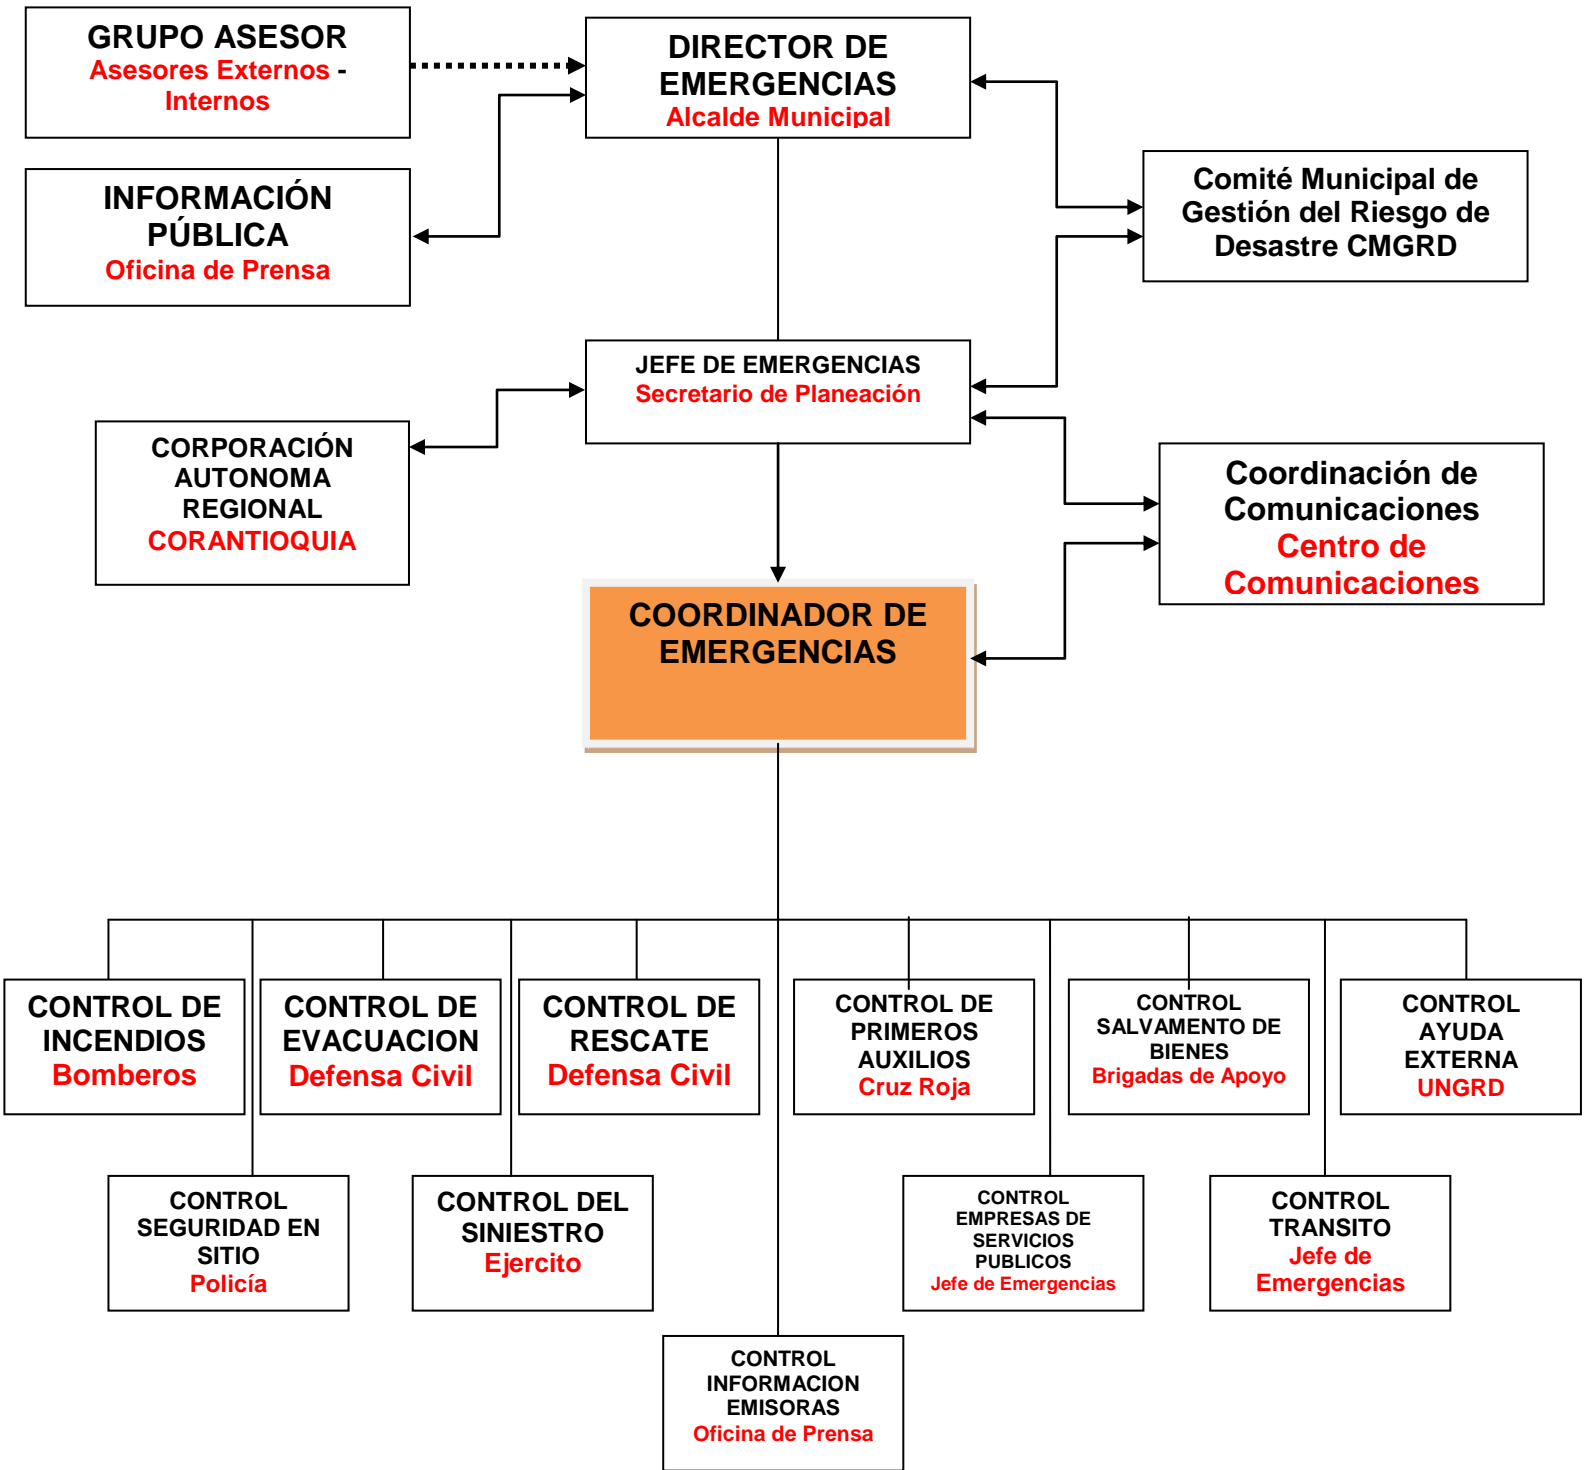 GRUPO ASESOR
Asesores Externos -
Internos
DIRECTOR DE
EMERGENCIAS
Alcalde Municipal
INFORMACIÓN
PÚBLICA
Oficina de Prensa
Comité Municipal de
Gestión del Riesgo de
Desastre CMGRD
JEFE DE EMERGENCIAS
Secretario de Planeación
CORPORACIÓN
AUTONOMA
REGIONAL
CORANTIOQUIA
Coordinación de
Comunicaciones
Centro de
Comunicaciones
COORDINADOR DE
EMERGENCIAS
CONTROL DE
INCENDIOS
Bomberos
CONTROL DE
EVACUACION
Defensa Civil
CONTROL DE
RESCATE
Defensa Civil
CONTROL DE
PRIMEROS
AUXILIOS
Cruz Roja
CONTROL
SALVAMENTO DE
BIENES
Brigadas de Apoyo
CONTROL
AYUDA
EXTERNA
UNGRD
CONTROL
SEGURIDAD EN
SITIO
Policía
CONTROL DEL
SINIESTRO
Ejercito
CONTROL
EMPRESAS DE
SERVICIOS
PUBLICOS
Jefe de Emergencias
CONTROL
TRANSITO
Jefe de
Emergencias
CONTROL
INFORMACION
EMISORAS
Oficina de Prensa